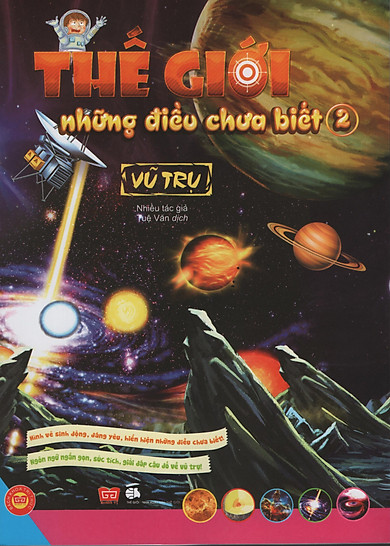 THẾ GIỚI
những điều chưa biết 2
VŨ TRỤ
Nhiều tác giả
Tuệ Văn dịch
Hình vẽ sinh động, đáng yêu, hiển hiện những điều chưa biết!
Ngôn ngữ ngắn gọn, súc tích, giải đáp câu đố về vũ trụ!